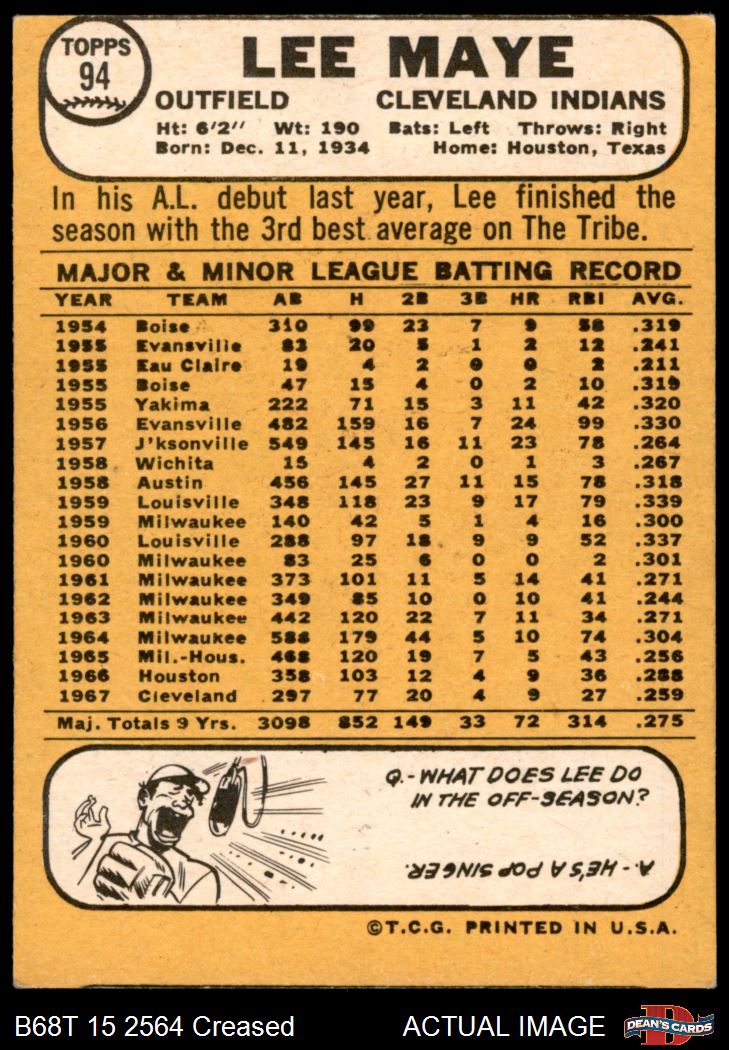 TOPPS
94
LEE MAYE
OUTFIELD CLEVELAND INDIANS
Ht: 6'2'' Wt: 190 Bats: Left Throws: Right
Born: Dec. 11, 1934 Home: Houston, Texas
In his A.L. debut last year, Lee finished the
season with the 3rd best average on The Tribe.
MAJOR & MINOR LEAGUE BATTING RECORD
YEAR TEAM AB H 2B 3B HR RBI AVG.
1954 Boise 310 99 23 7 9 58 .319
1955 Evansville 83 20 5 1 2 12 .241
1955 Eau Claire 19 4 2 0 0 2 .211
1955 Boise 47 15 4 0 2 10 .319
1955 Yakima 222 71 15 3 11 42 .320
1956 Evansville 482 159 16 7 24 99 .330
1957 J'ksonville 549 145 16 11 23 78 .264
1958 Wichita 15 4 2 0 1 3 .267
1958 Austin 456 145 27 11 15 78 .318
1959 Louisville 348 118 23 9 17 79 .339
1959 Milwaukee 140 42 5 1 4 16 .300
1960 Louisville 288 97 18 9 9 52 .337
1960 Milwaukee 83 25 6 0 0 2 .301
1961 Milwaukee 373 101 11 5 14 41 .271
1962 Milwaukee 349 85 10 0 10 41 .244
1963 Milwaukee 442 120 22 7 11 34 .271
1964 Milwaukee 588 179 44 5 10 74 .304
1965 Mil.-Hous. 468 120 19 7 5 43 .256
1966 Houston 358 103 12 4 9 36 .288
1967 Cleveland 297 77 20 4 9 27 .259
Maj. Totals 9 Yrs. 3098 852 149 33 72 314 .275
Q.-WHAT DOES LEE DO
IN THE OFF-SEASON?
A.-HE'S A POP SINGER.
©T.C.G. PRINTED IN U.S.A.
B68T 15 2564 Creased ACTUAL IMAGE
D
DEAN'S CARDS